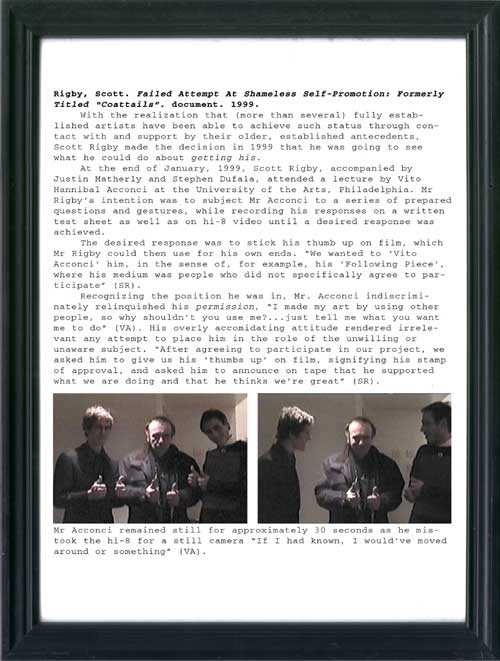 Rigby, Scott. Failed Attempt At Shameless Self-Promotion: Formerly
Titled "Coattails". document. 1999.
With the realization that (more than several) fully estab-
lished artists have been able to achieve such status through con-
tact with and support by their older, established antecedents,
Scott Rigby made the decision in 1999 that he was going to see
what he could do about getting his.
At the end of January, 1999, Scott Rigby, accompanied by
Justin Matherly and Stephen Dufala, attended a lecture by Vito
Hannibal Acconci at the University of the Arts, Philadelphia. Mr
Rigby's intention was to subject Mr Acconci to a series of prepared
questions and gestures, while recording his responses on a written
test sheet as well as on hi-8 video until a desired response was
achieved.
The desired response was to stick his thumb up on film, which
Mr Rigby could then use for his own ends. "We wanted to 'Vito
Acconci' him, in the sense of, for example, his 'Following Piece',
where his medium was people who did not specifically agree to par-
ticipate" (SR).
Recognizing the position he was in, Mr. Acconci indiscrimi-
nately relinquished his permission, "I made my art by using other
people, so why shouldn't you use me?...just tell me what you want
me to do" (VA). His overly accomidating attitude rendered irrele-
vant any attempt to place him in the role of the unwilling or
unaware subject. "After agreeing to participate in our project, we
asked him to give us his 'thumbs up' on film, signifying his stamp
of approval, and asked him to announce on tape that he supported
what we are doing and that he thinks we're great" (SR).
Mr Acconci remained still for approximately 30 seconds as he mis-
took the hi-8 for a still camera "If I had known, I would've moved
around or something" (VA).